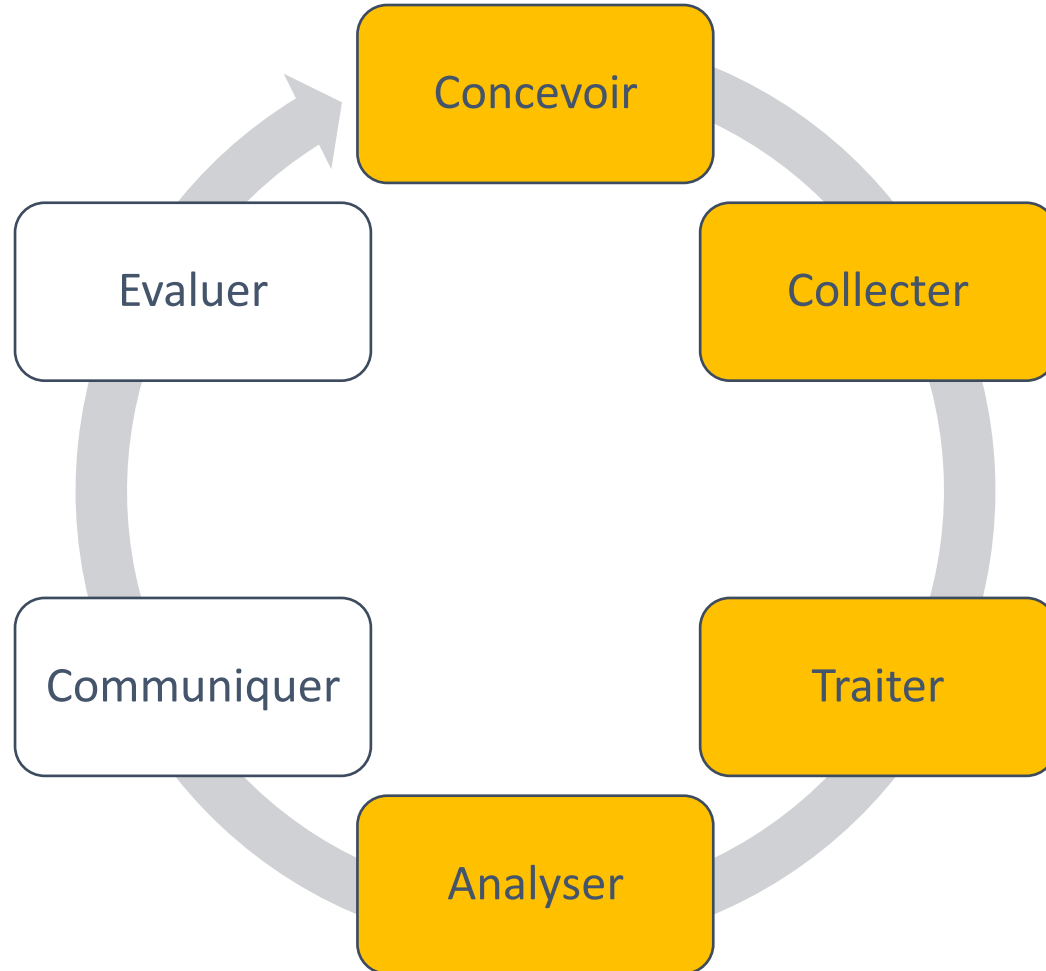 Concevoir
Collecter
Traiter
Analyser
Communiquer
Evaluer